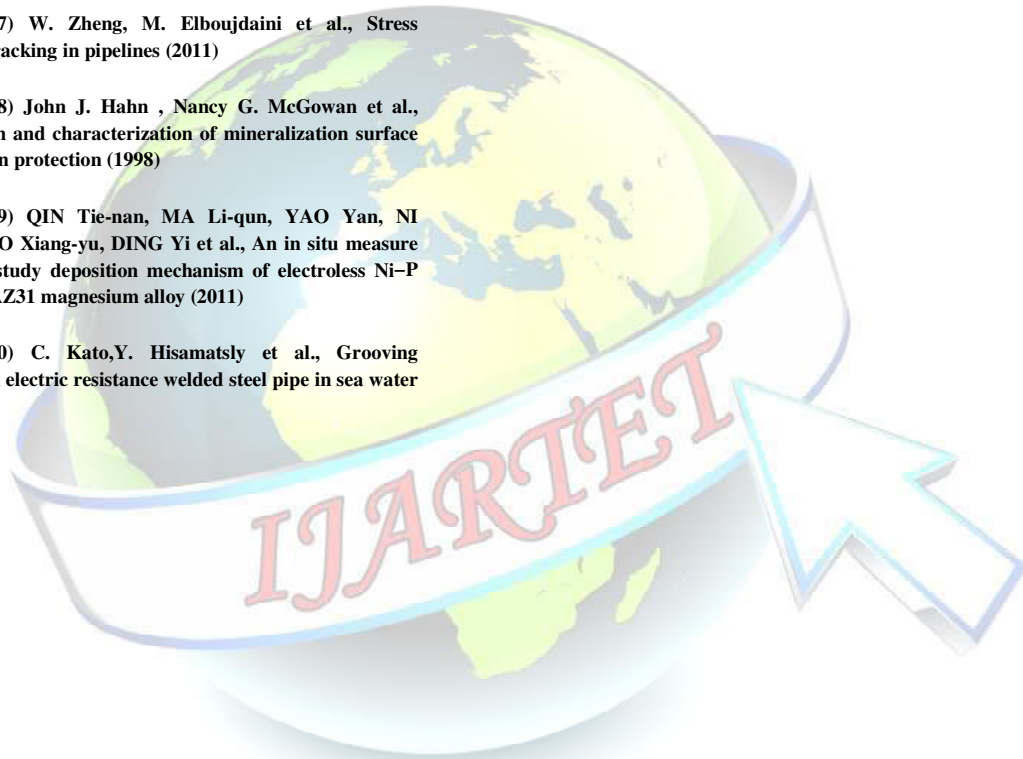 7) W. Zheng, M. Elboujdaini et al., Stress
racking in pipelines (2011)
8) John J. Hahn , Nancy G. McGowan et al.,
n and characterization of mineralization surface
n protection (1998)
9) QIN Tie-nan, MA Li-qun, YAO Yan, NI
O Xiang-yu, DING Yi et al., An in situ measure
study deposition mechanism of electroless Ni−P
AZ31 magnesium alloy (2011)
0) C. Kato,Y. Hisamatsly et al., Grooving
electric resistance welded steel pipe in sea water
IJARTET